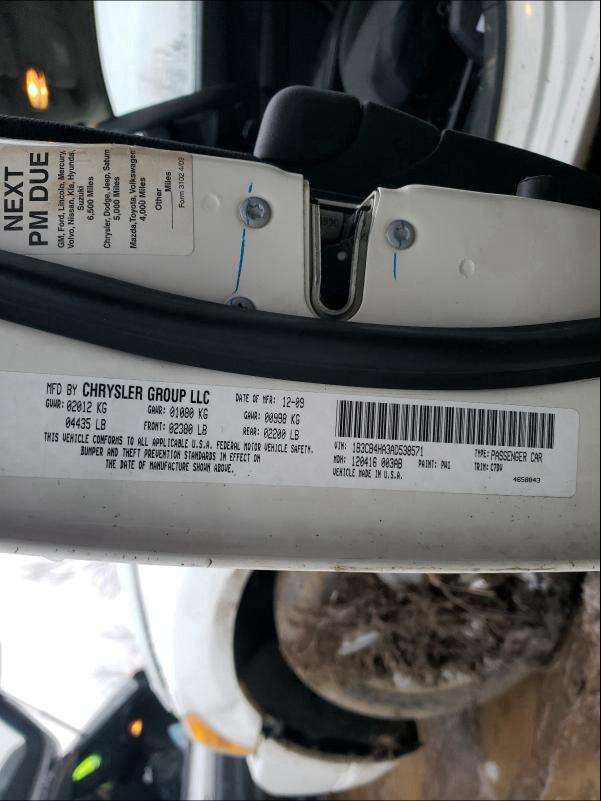 NEXT
PM DUE
GM, Ford, Lincoln, Mercury,
Volvo, Nissan, Kia, Hyundai,
Suzuki
6,500 Miles
Chrysler, Dodge, Jeep, Saturn
5,000 Miles
Mazda, Toyota, Volkswagen
4,000 Miles
Other
Miles
Form 3102 4/09
MFD BY CHRYSLER GROUP LLC
DATE OF MFR: 12-09
GVWR: 02012 KG
GAWR: 01080 KG
GAWR: 00998 KG
04435 LB
FRONT: 02380 LB
REAR: 02200 LB
THIS VEHICLE CONFORMS TO ALL APPLICABLE U.S.A. FEDERAL MOTOR VEHICLE SAFETY,
BUMPER AND THEFT PREVENTION STANDARDS IN EFFECT ON
THE DATE OF MANUFACTURE SHOWN ABOVE.
VIN: 1B3CB4HA3AD538571
TYPE: PASSENGER CAR
MDH: 120416 003AB
PAINT: PW1
TRIM: C7DV
VEHICLE MADE IN U.S.A.
4658043